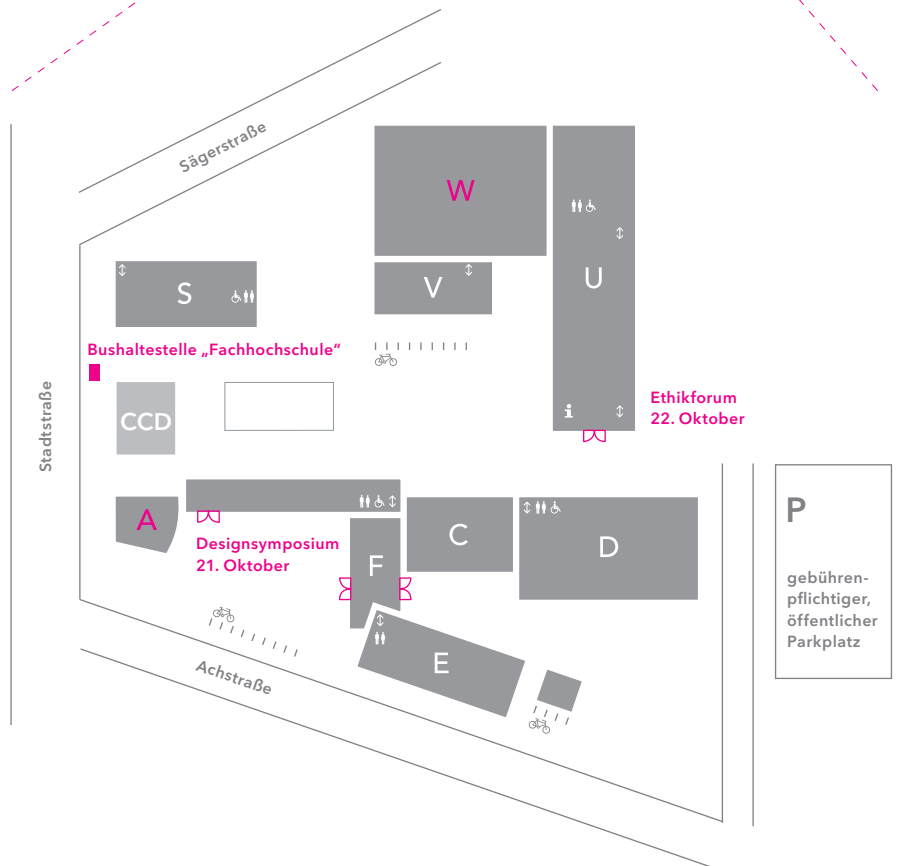 Sägerstraße
W
U
S
V
Bushaltestelle „Fachhochschule“
Stadtstraße
CCD
i
Ethikforum
22. Oktober
A
Designsymposium
21. Oktober
F
C
D
P
gebühren-
pflichtiger,
öffentlicher
Parkplatz
E
Achstraße